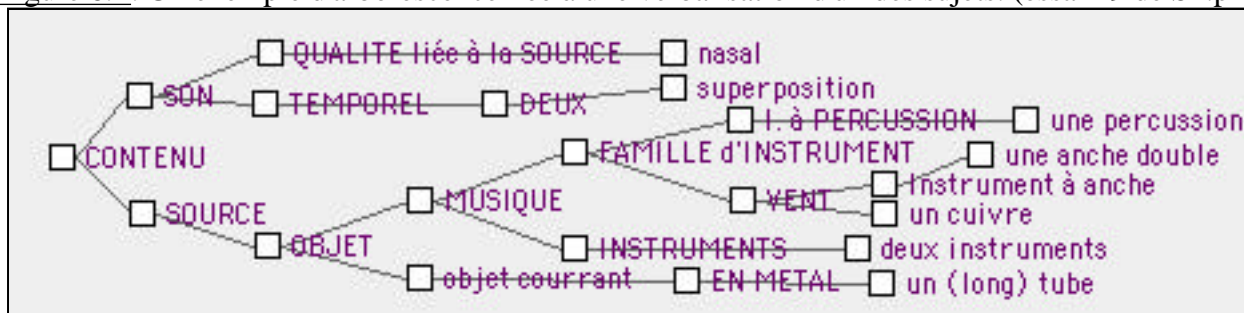 QUALITE liée à la SOURCE nasal
SON
TEMPOREL DEUX superposition
I. à PERCUSSION une percussion
CONTENU
FAMILLE d'INSTRUMENT
une anche double
Instrument à anche
MUSIQUE
VENT
un cuivre
SOURCE
OBJET
INSTRUMENTS deux instruments
objet courrant EN METAL un (long) tube